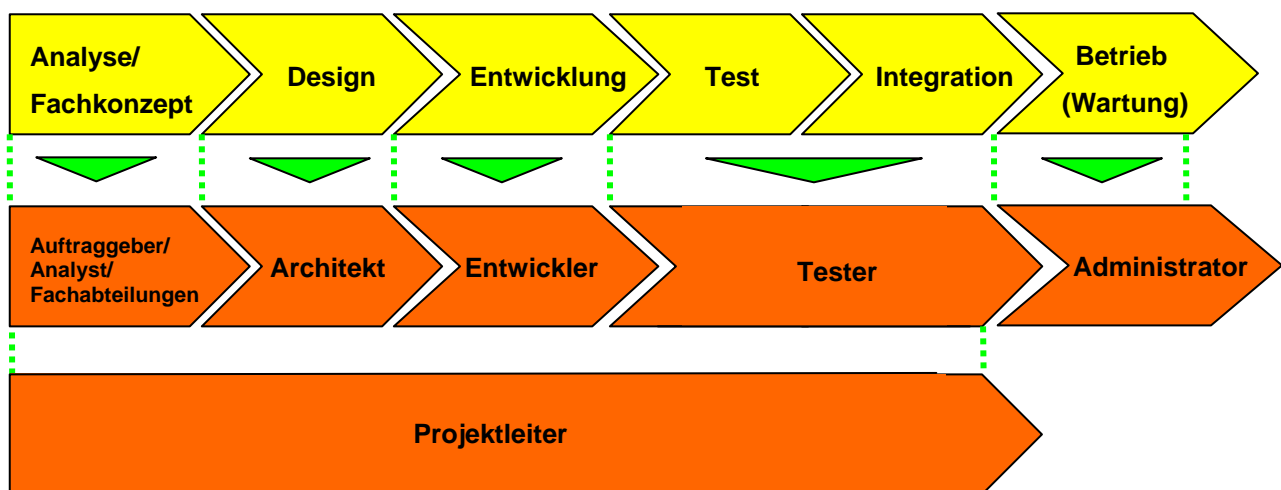 Analyse/
Fachkonzept
Design
Entwicklung
Test
Integration
Betrieb
(Wartung)
Auftraggeber/
Analyst/
Fachabteilungen
Architekt
Entwickler
Tester
Administrator
Projektleiter